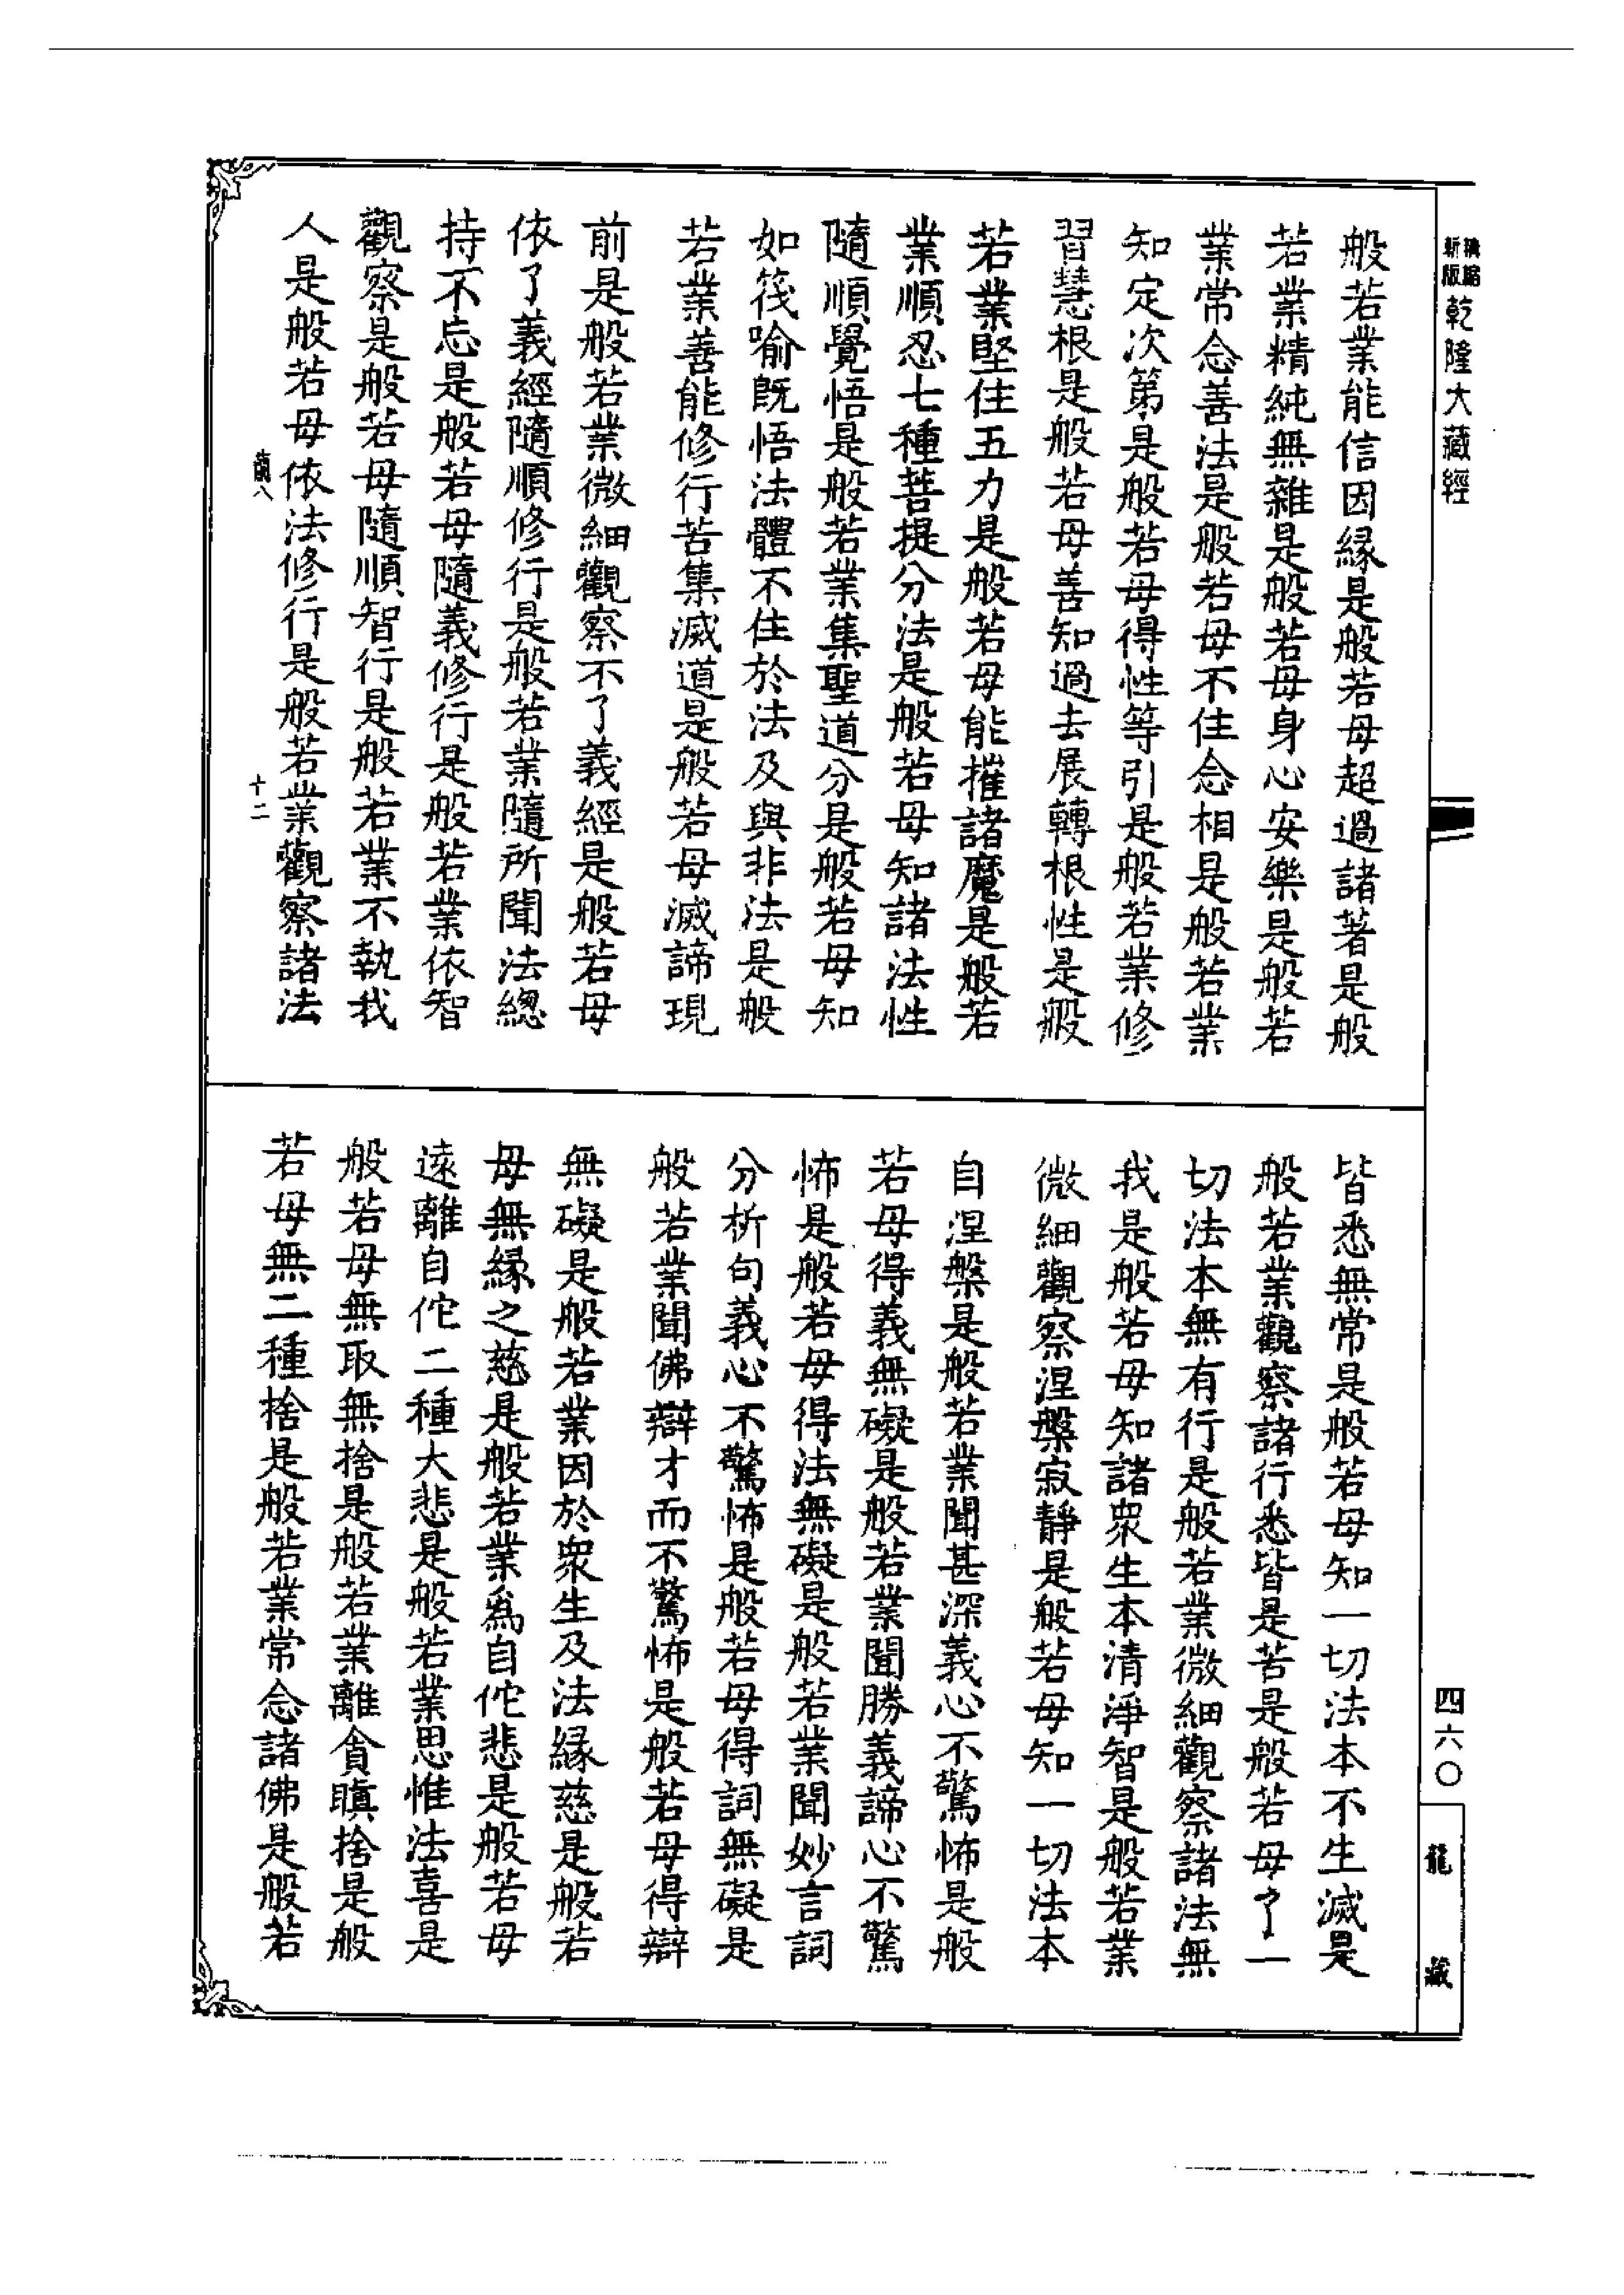 新版
精縮
乾隆大藏經
般若業能信因緣是般若母超過諸著是般
若業精純無雜是般若母身心安樂是般若
業常念善法是般若母不住念相是般若業
知定次第是般若母得性等引是般若業修
習慧根是般若母善知過去展轉根性是般
若業堅住五力是般若母能摧諸魔是般若
業順忍七種菩提分法是般若母知諸法性
隨順覺悟是般若業集聖道分是般若母知
如筏喻既悟法體不住於法及與非法是般
若業善能修行苦集滅道是般若母滅諦現
前是般若業微細觀察不了義經是般若母
依了義經隨順修行是般若業隨所聞法總
持不忘是般若母隨義修行是般若業依智
觀察是般若母隨順智行是般若業不執我
人是般若母依法修行是般若業觀察諸法
蘭八
十二
皆悉無常是般若母知一切法本不生滅是
般若業觀察諸行悉皆是苦是般若母了一
切法本無有行是般若業微細觀察諸法無
我是般若母知諸衆生本清淨智是般若業
微細觀察涅槃寂靜是般若母知一切法本
自涅槃是般若業聞甚深義心不驚怖是般
若母得義無礙是般若業聞勝義諦心不驚
怖是般若母得法無礙是般若業聞妙言詞
分析句義心不驚怖是般若母得詞無礙是
般若業聞佛辯才而不驚怖是般若母得辯
無礙是般若業因於衆生及法緣慈是般若
母無緣之慈是般若業爲自佗悲是般若母
遠離自佗二種大悲是般若業思惟法喜是
般若母無取無捨是般若業離貪瞋捨是般
若母無二種捨是般若業常念諸佛是般若
四六〇
龍藏